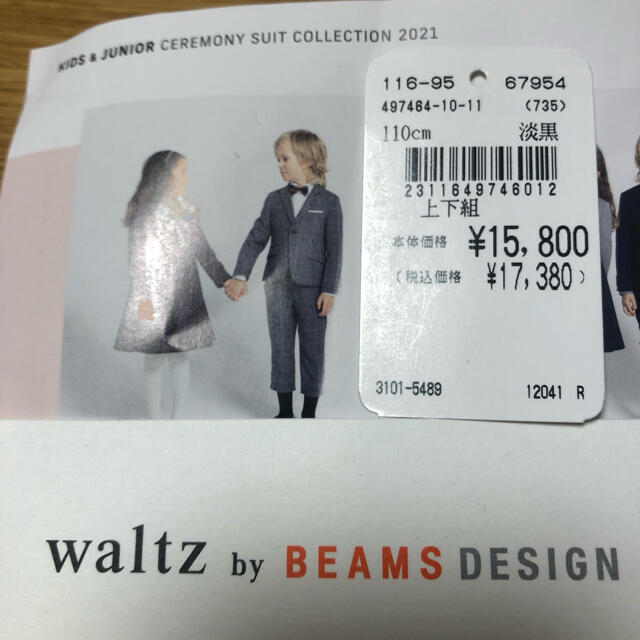 KIDS & JUNIOR CEREMONY SUIT COLLECTION 2021
116-95 67954
497464-10-11 (735)
110cm 淡黒
2311649746012
上下組
本体価格 ¥15,800
(税込価格 ¥17,380)
3101-5489 12041 R
waltz by BEAMS DESIGN